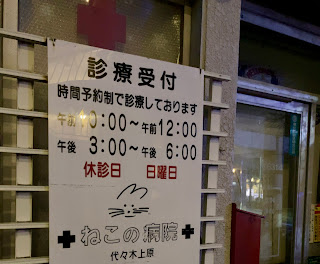 診療受付
時間予約制で診療しております
午前9:00～午前12:00
午後 3:00～午後 6:00
休診日 日曜日
ねこの病院
代々木上原